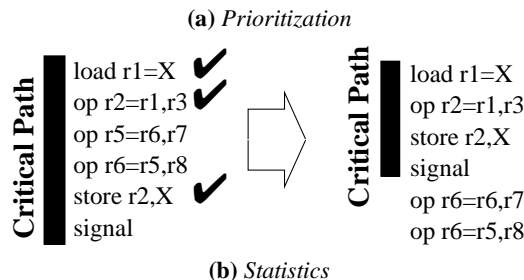 (a) Prioritization
Critical Path
load r1=X
op r2=r1,r3
op r5=r6,r7
op r6=r5,r8
store r2,X
signal
Critical Path
load r1=X
op r2=r1,r3
store r2,X
signal
op r6=r6,r7
op r6=r5,r8
(b) Statistics